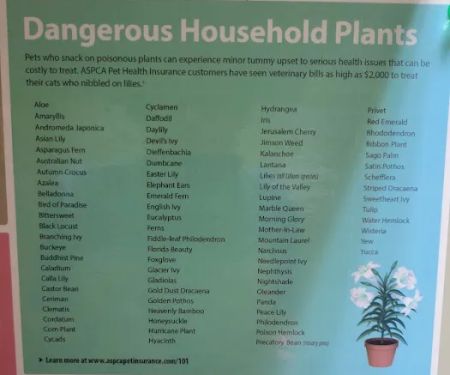 Dangerous Household Plants
Pets who snack on poisonous plants can experience minor tummy upset to serious health issues that can be
costly to treat. ASPCA Pet Health Insurance customers have seen veterinary bills as high as $2,000 to treat
their cats who nibbled on lilies.¹
Aloe
Amaryllis
Andromeda Japonica
Asian Lily
Asparagus Fern
Australian Nut
Autumn Crocus
Azalea
Belladonna
Bird of Paradise
Bittersweet
Black Locust
Branching Ivy
Buckeye
Buddhist Pine
Caladium
Calla Lily
Castor Bean
Ceriman
Clematis
Cordatum
Corn Plant
Cycads
Cyclamen
Daffodil
Daylily
Devil's Ivy
Dieffenbachia
Dumbcane
Easter Lily
Elephant Ears
Emerald Fern
English Ivy
Eucalyptus
Ferns
Fiddle-leaf Philodendron
Florida Beauty
Foxglove
Glacier Ivy
Gladiolas
Gold Dust Dracaena
Golden Pothos
Heavenly Bamboo
Honeysuckle
Hurricane Plant
Hyacinth
Hydrangea
Iris
Jerusalem Cherry
Jimson Weed
Kalanchoe
Lantana
Lilies (all Lilium species)
Lily of the Valley
Lupine
Marble Queen
Morning Glory
Mother-in-Law
Mountain Laurel
Narcissus
Needlepoint Ivy
Nephthysis
Nightshade
Oleander
Panda
Peace Lily
Philodendron
Poison Hemlock
Precatory Bean (rosary pea)
Privet
Red Emerald
Rhododendron
Ribbon Plant
Sago Palm
Satin Pothos
Schefflera
Striped Dracaena
Sweetheart Ivy
Tulip
Water Hemlock
Wisteria
Yew
Yucca
▸ Learn more at www.aspcapetinsurance.com/101